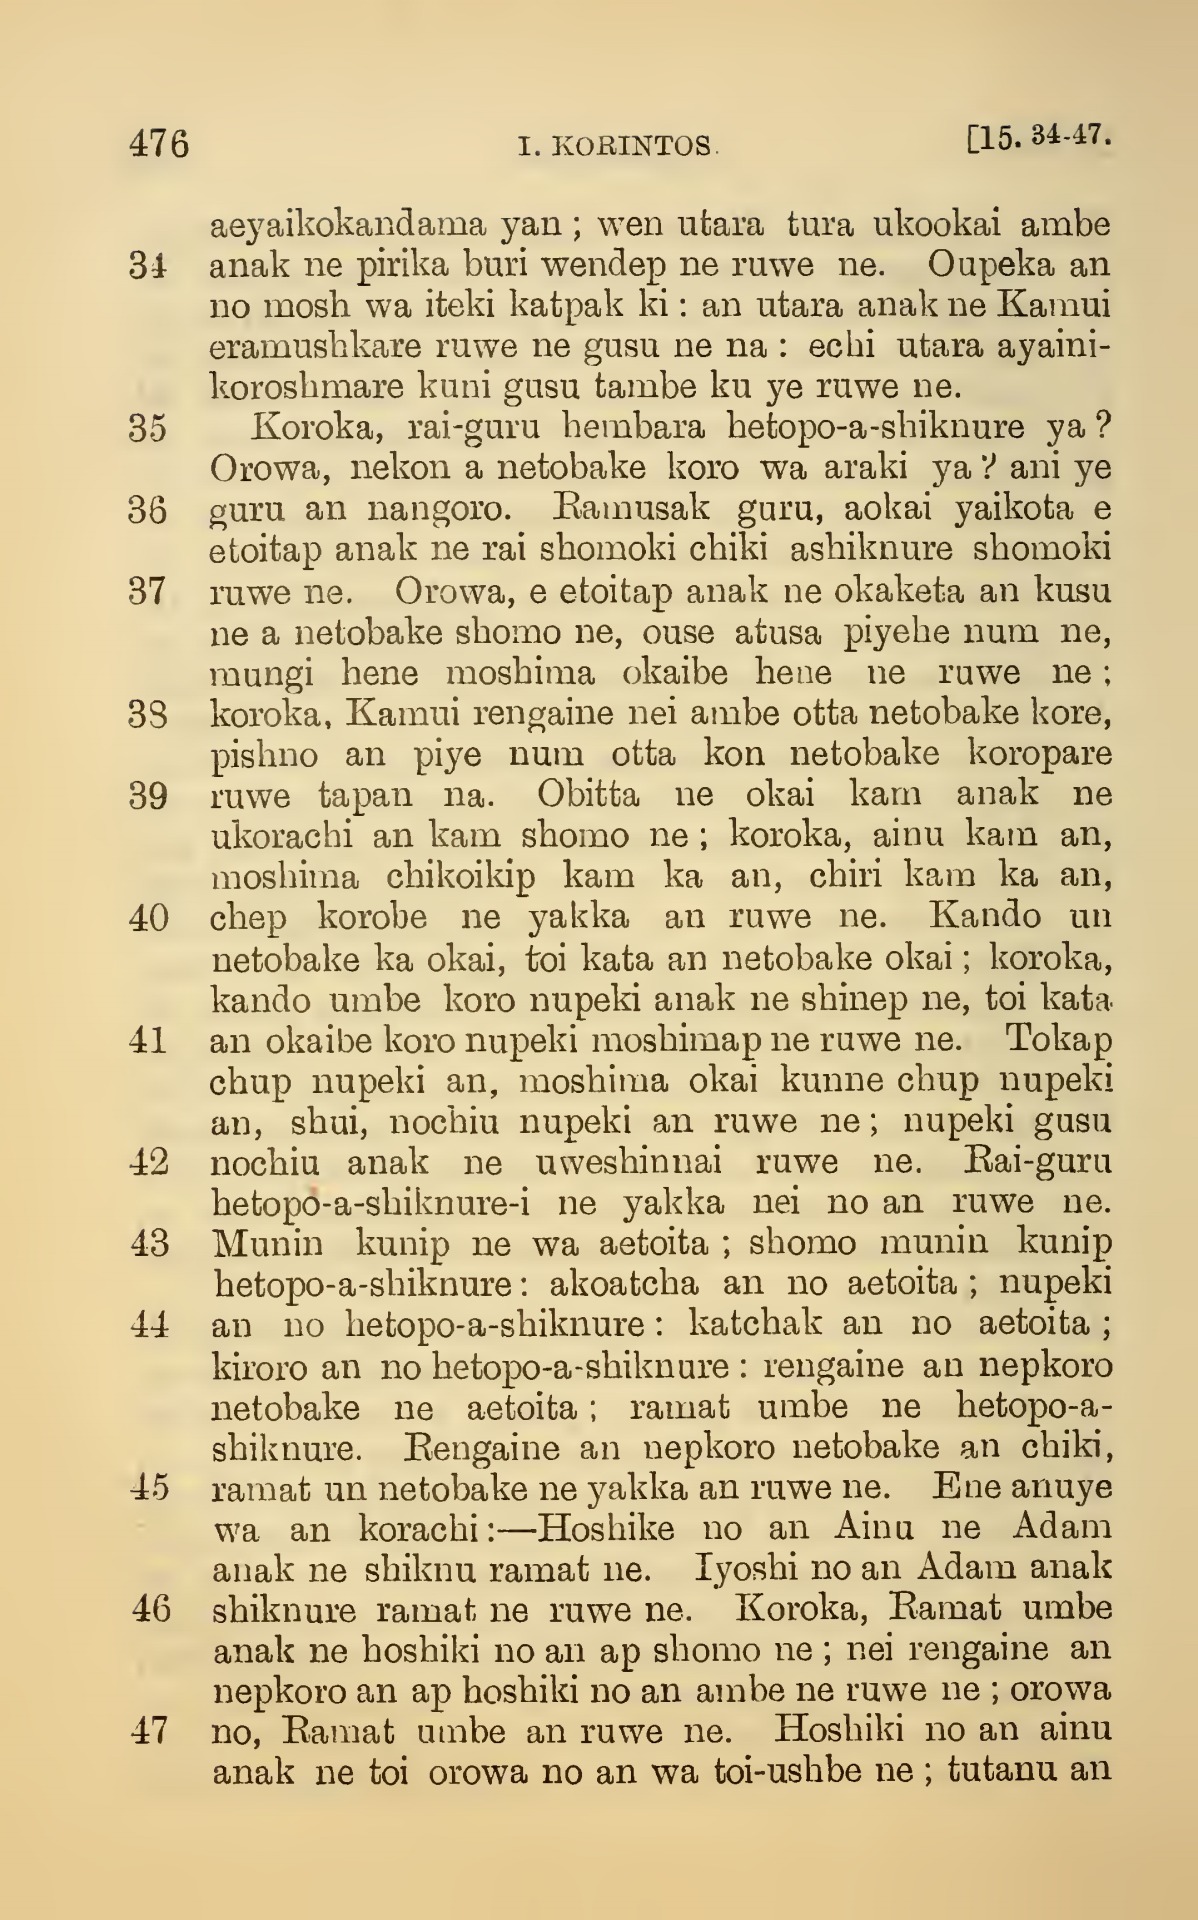 476 I. KORINTOS. [15. 34-47.
aeyaikokandama yan ; wen utara tura ukookai ambe
34 anak ne pirika buri wendep ne ruwe ne. Oupeka an
no mosh wa iteki katpak ki : an utara anak ne Kamui
eramushkare ruwe ne gusu ne na : echi utara ayaini-
koroshmare kuni gusu tambe ku ye ruwe ne.
35 Koroka, rai-guru hembara hetopo-a-shiknure ya ?
Orowa, nekon a netobake koro wa araki ya ? ani ye
36 guru an nangoro. Ramusak guru, aokai yaikota e
etoitap anak ne rai shomoki chiki ashiknure shomoki
37 ruwe ne. Orowa, e etoitap anak ne okaketa an kusu
ne a netobake shomo ne, ouse atusa piyehe num ne,
mungi hene moshima okaibe hene ne ruwe ne ;
38 koroka, Kamui rengaine nei ambe otta netobake kore,
pishno an piye num otta kon netobake koropare
39 ruwe tapan na. Obitta ne okai kam anak ne
ukorachi an kam shomo ne ; koroka, ainu kam an,
moshima chikoikip kam ka an, chiri kam ka an,
40 chep korobe ne yakka an ruwe ne. Kando un
netobake ka okai, toi kata an netobake okai ; koroka,
kando umbe koro nupeki anak ne shinep ne, toi kata
41 an okaibe koro nupeki moshimap ne ruwe ne. Tokap
chup nupeki an, moshima okai kunne chup nupeki
an, shui, nochiu nupeki an ruwe ne ; nupeki gusu
42 nochiu anak ne uweshinnai ruwe ne. Rai-guru
hetopo-a-shiknure-i ne yakka nei no an ruwe ne.
43 Munin kunip ne wa aetoita ; shomo munin kunip
hetopo-a-shiknure : akoatcha an no aetoita ; nupeki
44 an no hetopo-a-shiknure : katchak an no aetoita ;
kiroro an no hetopo-a-shiknure : rengaine an nepkoro
netobake ne aetoita ; ramat umbe ne hetopo-a-
shiknure. Rengaine an nepkoro netobake an chiki,
45 ramat un netobake ne yakka an ruwe ne. Ene anuye
wa an korachi :—Hoshike no an Ainu ne Adam
anak ne shiknu ramat ne. Iyoshi no an Adam anak
46 shiknure ramat ne ruwe ne. Koroka, Ramat umbe
anak ne hoshiki no an ap shomo ne ; nei rengaine an
nepkoro an ap hoshiki no an ambe ne ruwe ne ; orowa
47 no, Ramat umbe an ruwe ne. Hoshiki no an ainu
anak ne toi orowa no an wa toi-ushbe ne ; tutanu an